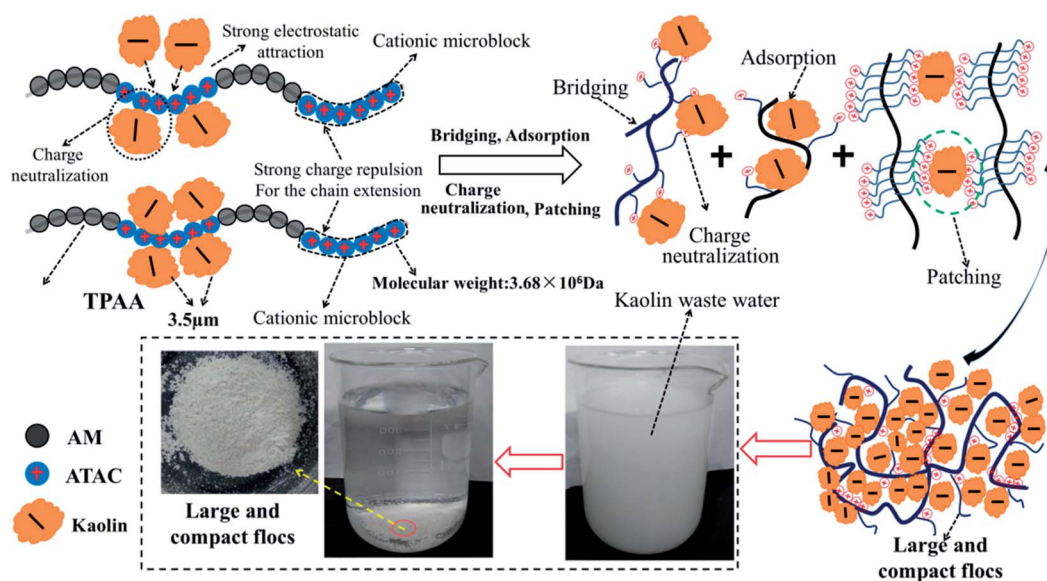 Strong electrostatic
attraction
Cationic microblock
Charge
neutralization
Strong charge repulsion
For the chain extension
TPAA
3.5μm
Cationic microblock
Molecular weight:3.68×10⁶Da
Bridging, Adsorption
Charge
neutralization, Patching
Bridging
Adsorption
Charge
neutralization
Patching
Kaolin waste water
AM
ATAC
Kaolin
Large and
compact flocs
Large and
compact flocs